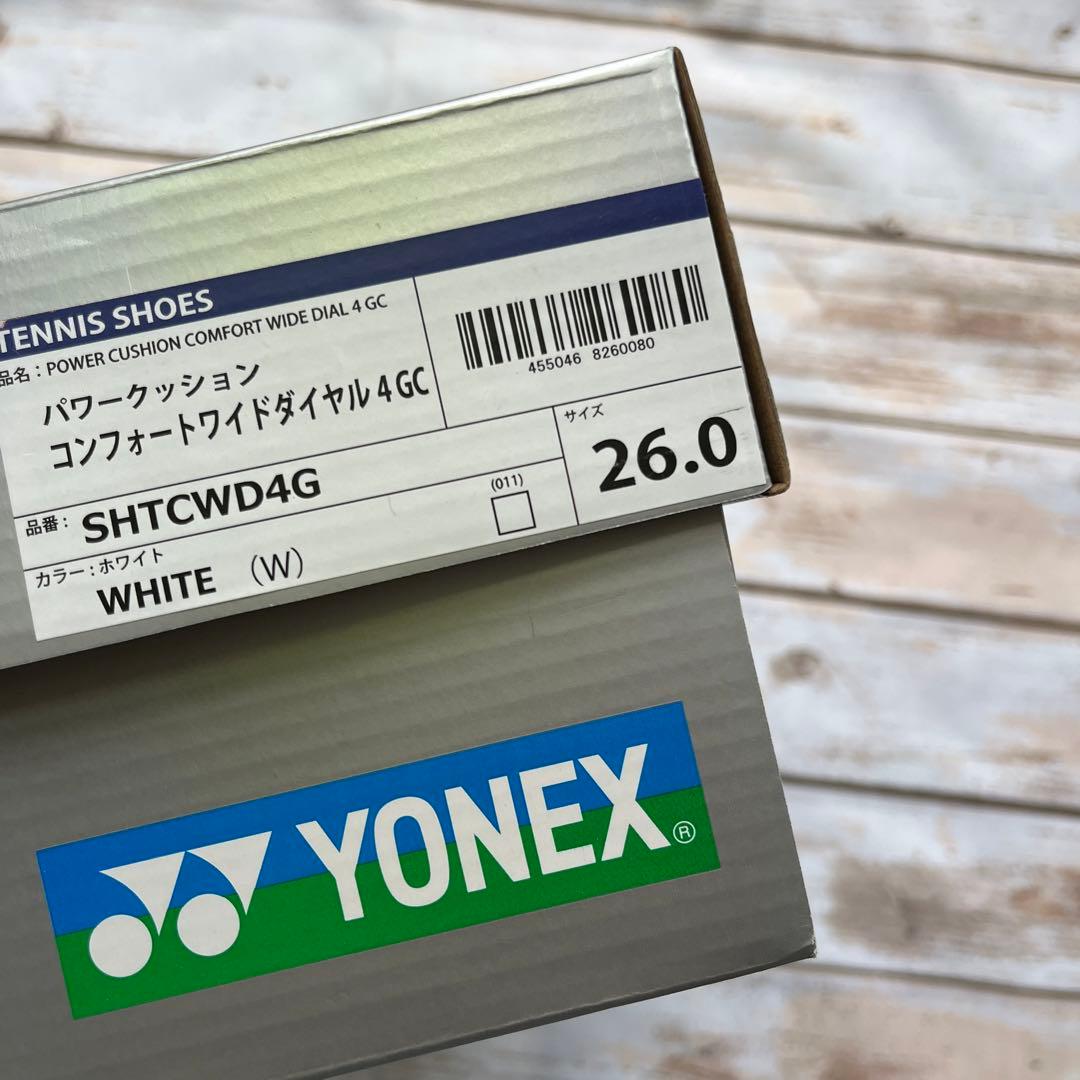 TENNIS SHOES
品名：POWER CUSHION COMFORT WIDE DIAL 4 GC
パワークッション
コンフォートワイドダイヤル 4 GC
455046 8260080
品番： SHTCWD4G
サイズ
26.0
カラー：ホワイト
(011)
WHITE （W）
YONEX ®